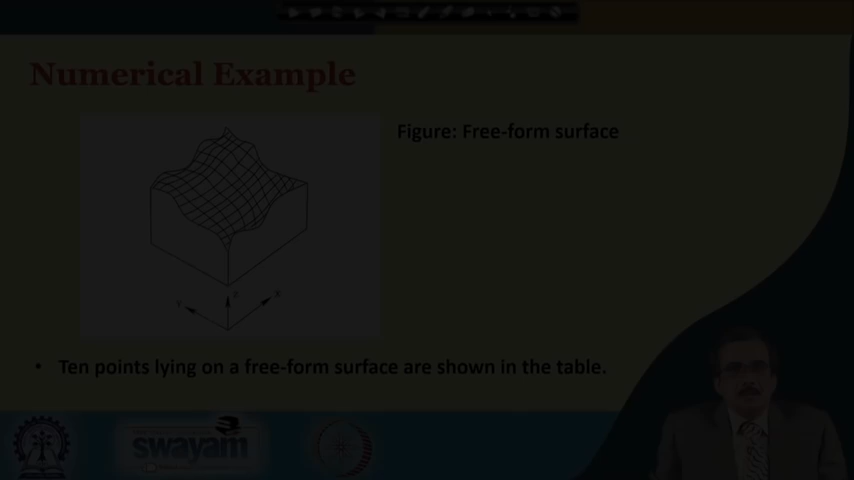 Numerical Example
Figure: Free-form surface
Z
X
Y
• Ten points lying on a free-form surface are shown in the table.
swayam